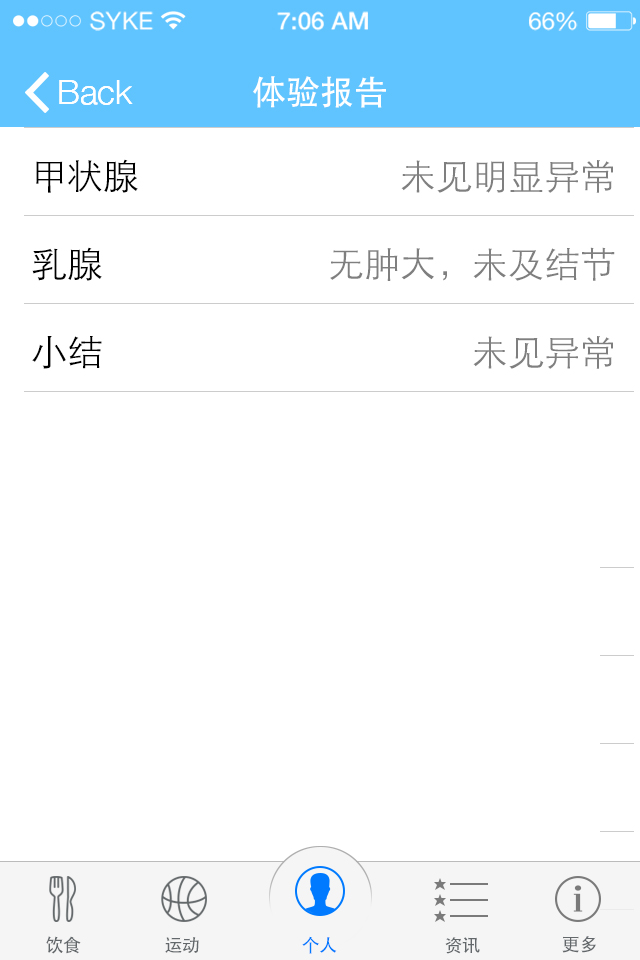 SYKE 7:06 AM 66%
Back 体验报告
甲状腺 未见明显异常
乳腺 无肿大，未及结节
小结 未见异常
饮食 运动 个人 资讯 更多